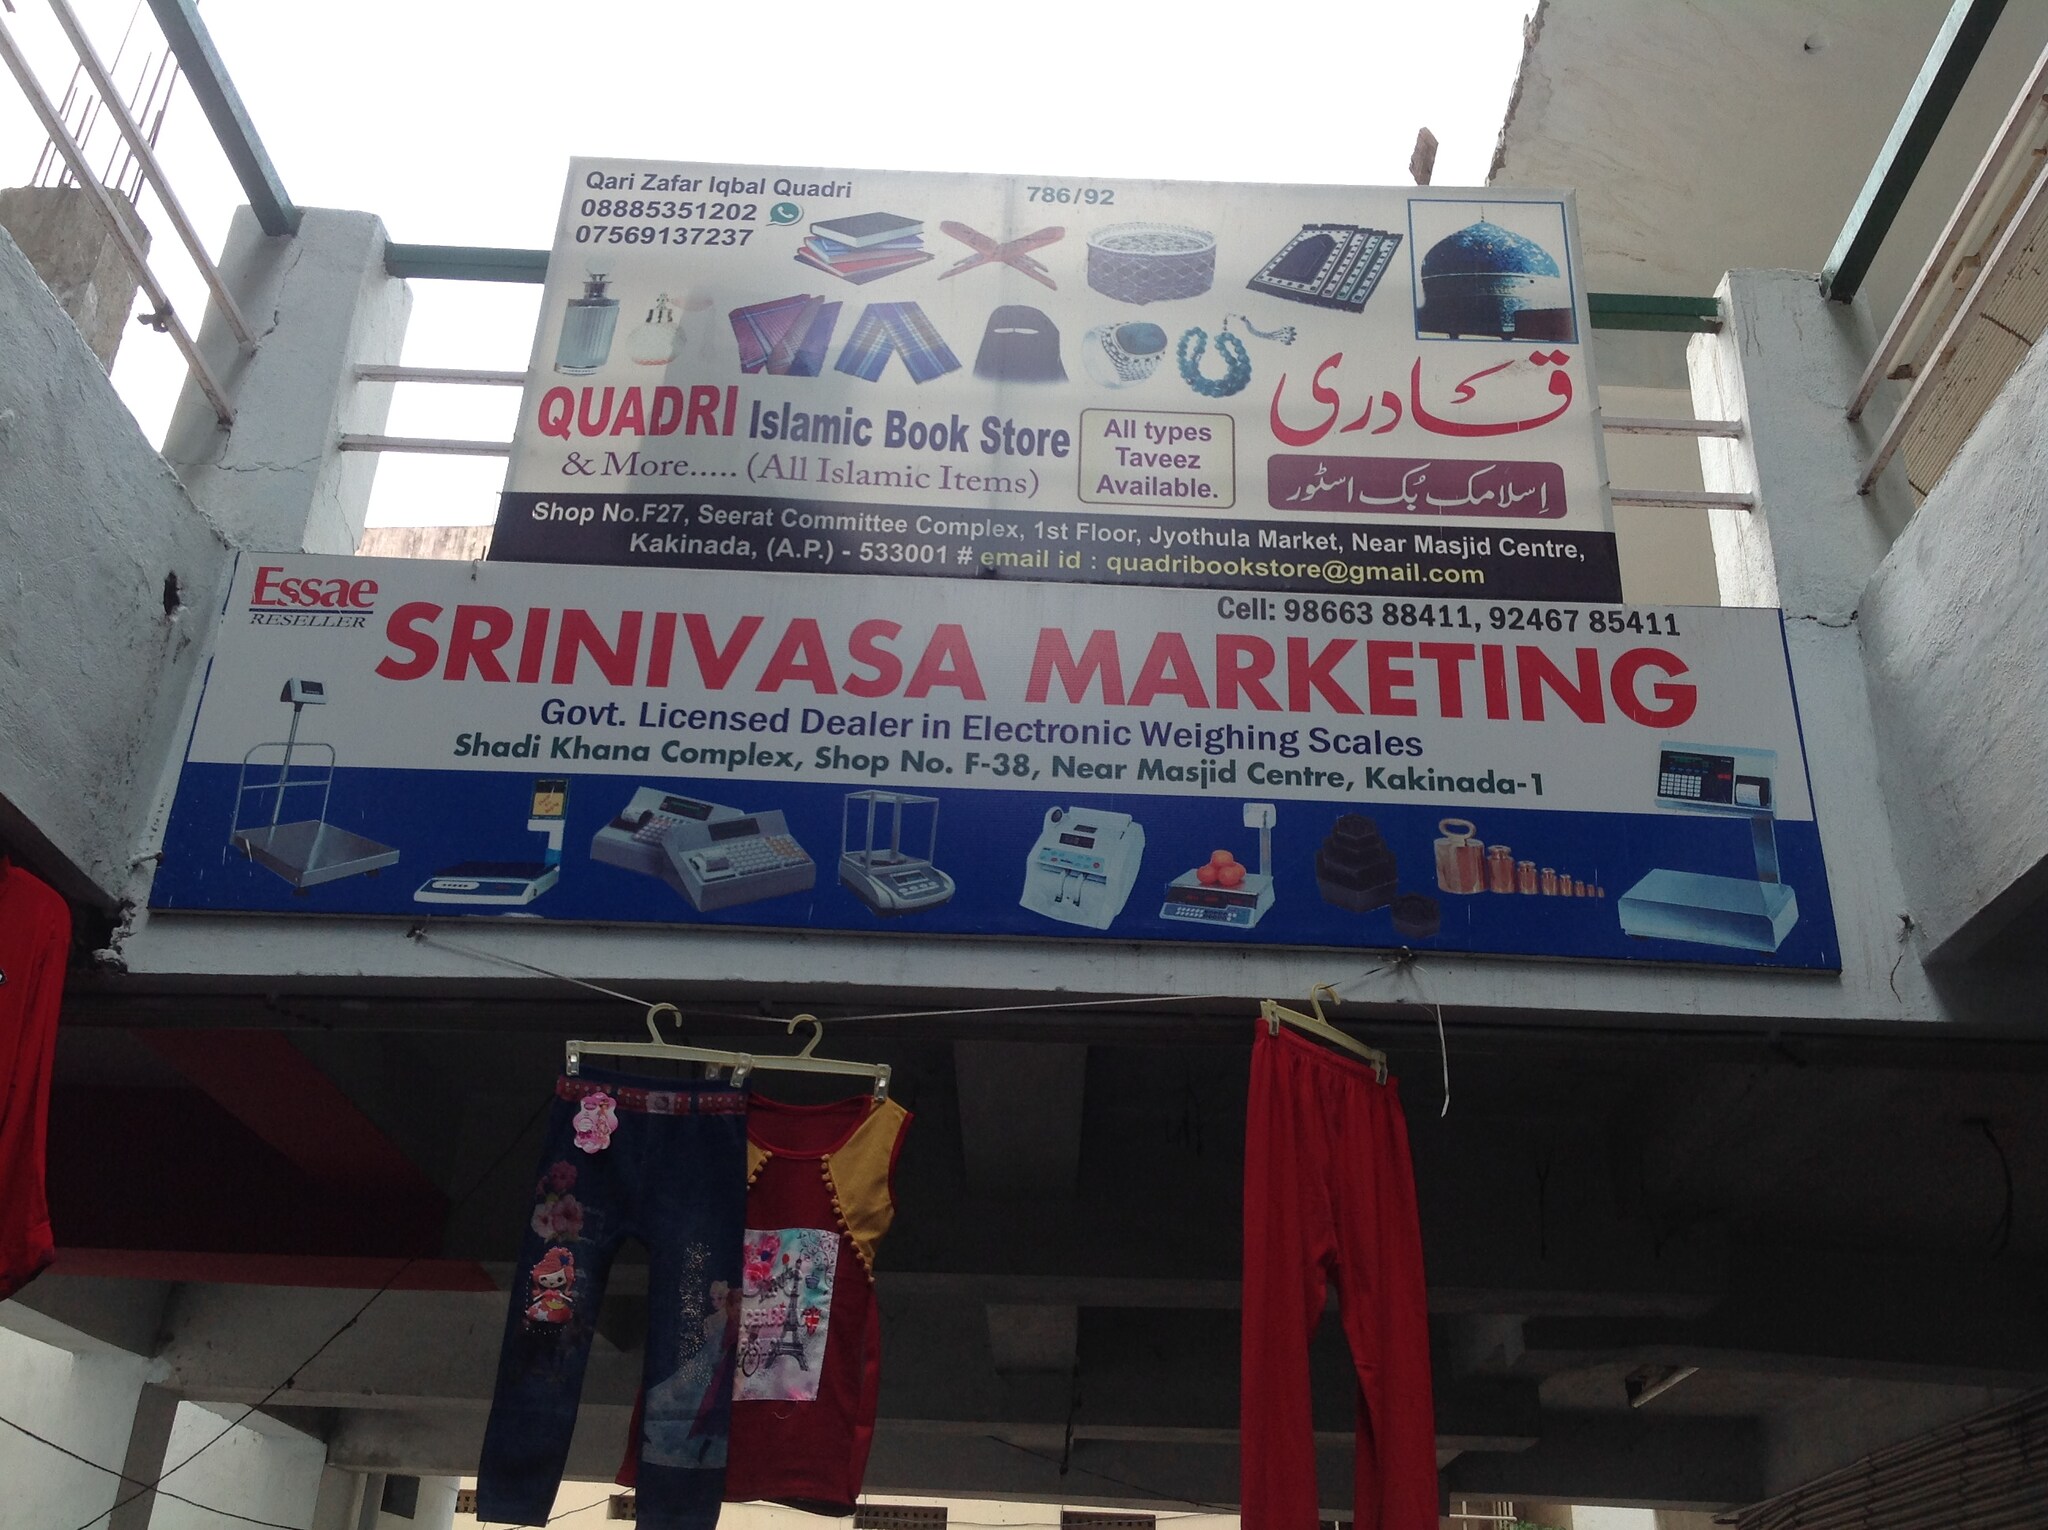 Qari Zafar Iqbal Quadri
08885351202
07569137237
786/92
QUADRI Islamic Book Store
& More..... (All Islamic Items)
All types
Taveez
Available.
قادری
اِسلامک بُک اسٹور
Shop No.F27, Seerat Committee Complex, 1st Floor, Jyothula Market, Near Masjid Centre,
Kakinada, (A.P.) - 533001 # email id : quadribookstore@gmail.com
Essae
RESELLER
Cell: 98663 88411, 92467 85411
SRINIVASA MARKETING
Govt. Licensed Dealer in Electronic Weighing Scales
Shadi Khana Complex, Shop No. F-38, Near Masjid Centre, Kakinada-1